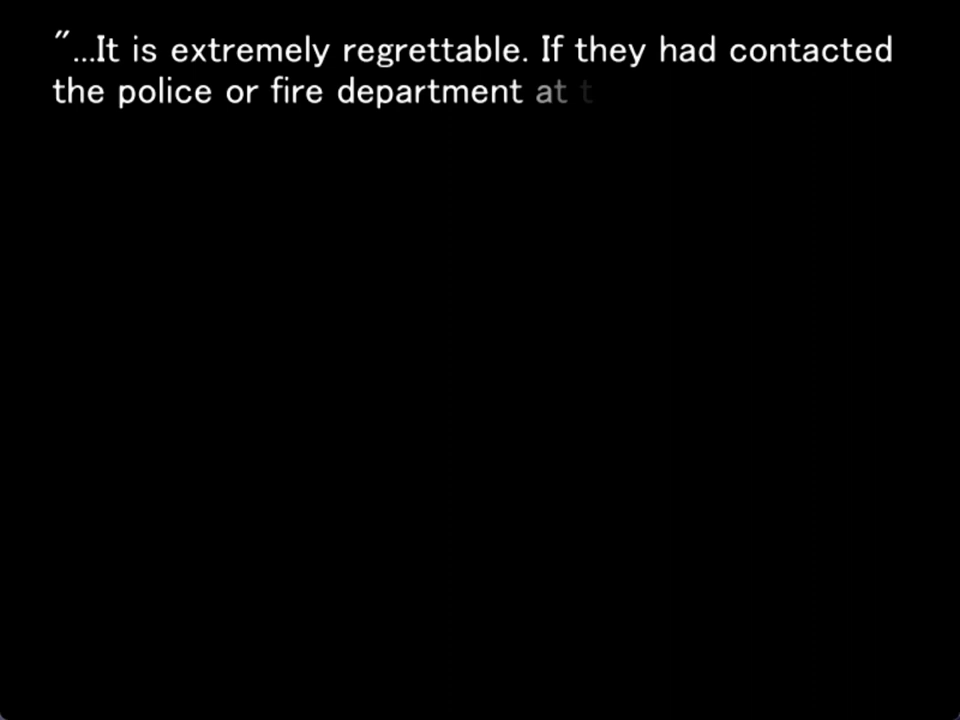 "...It is extremely regrettable. If they had contacted
the police or fire department at t